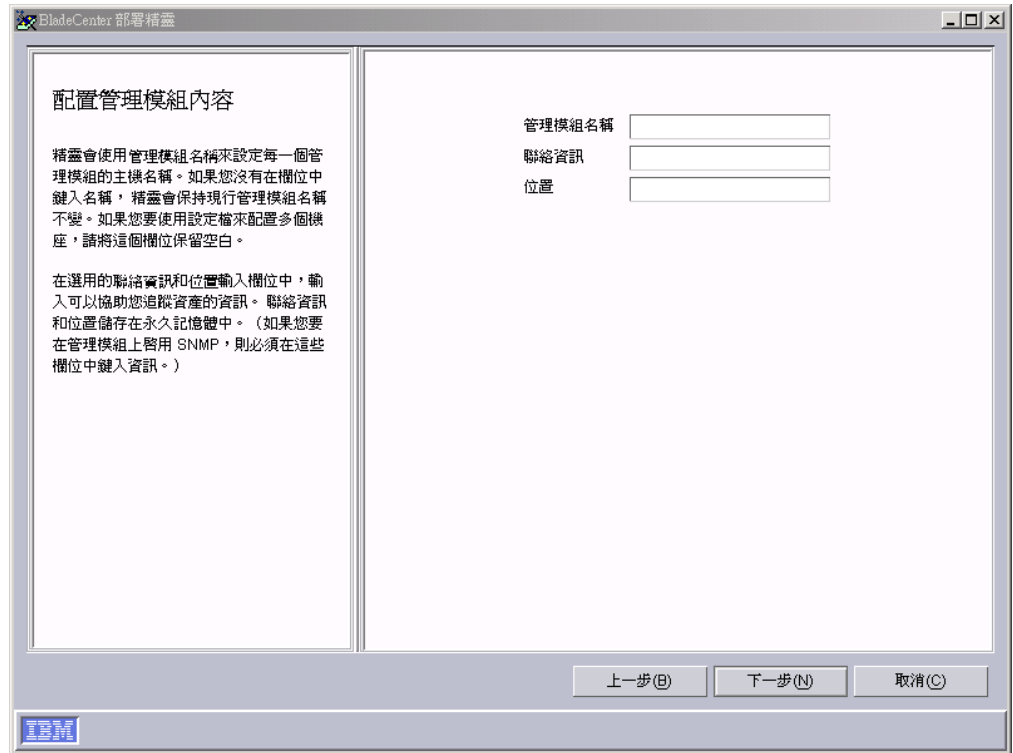 BladeCenter 部署精靈
配置管理模組內容
精靈會使用管理模組名稱來設定每一個管
理模組的主機名稱。如果您沒有在欄位中
鍵入名稱， 精靈會保持現行管理模組名稱
不變。如果您要使用設定檔來配置多個機
座，請將這個欄位保留空白。
在選用的聯絡資訊和位置輸入欄位中，輸
入可以協助您追蹤資產的資訊。 聯絡資訊
和位置儲存在永久記憶體中。（如果您要
在管理模組上啟用 SNMP，則必須在這些
欄位中鍵入資訊。）
管理模組名稱
聯絡資訊
位置
上一步(B)
下一步(N)
取消(C)
IBM